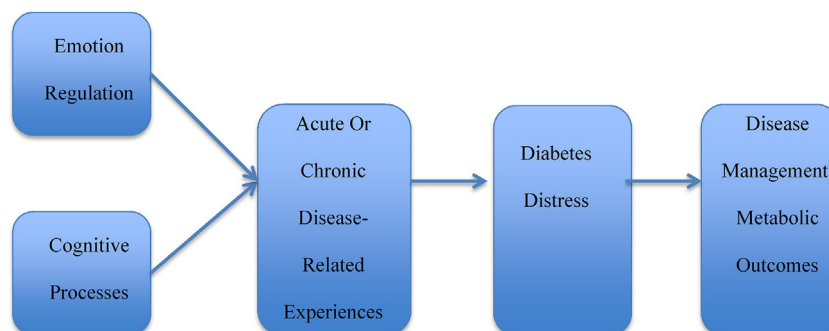 Emotion
Regulation
Cognitive
Processes
Acute Or
Chronic
Disease-
Related
Experiences
Diabetes
Distress
Disease
Management
Metabolic
Outcomes